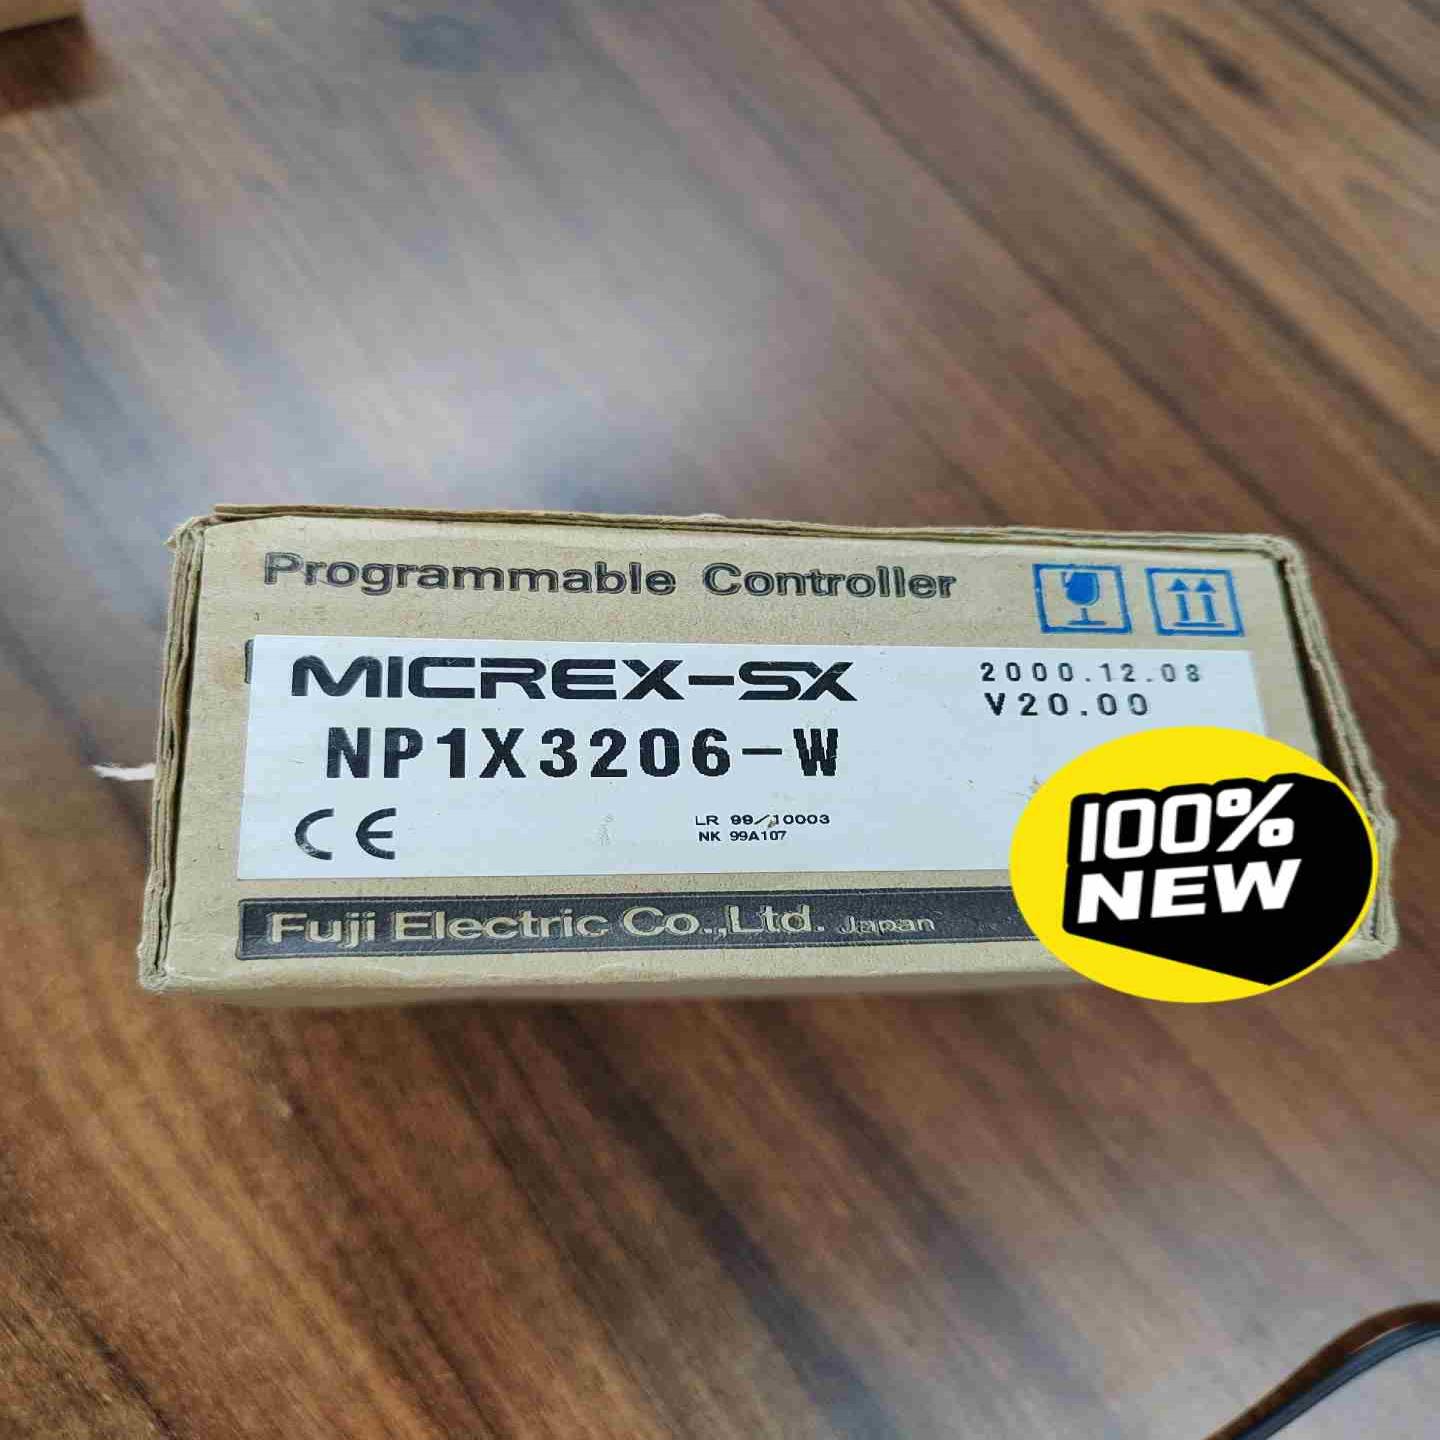 Programmable Controller
MICREX-SX
2000.12.08
V20.00
NP1X3206-W
CE
LR 99/10003
NK 99A107
Fuji Electric Co.,Ltd. Japan
100%
NEW